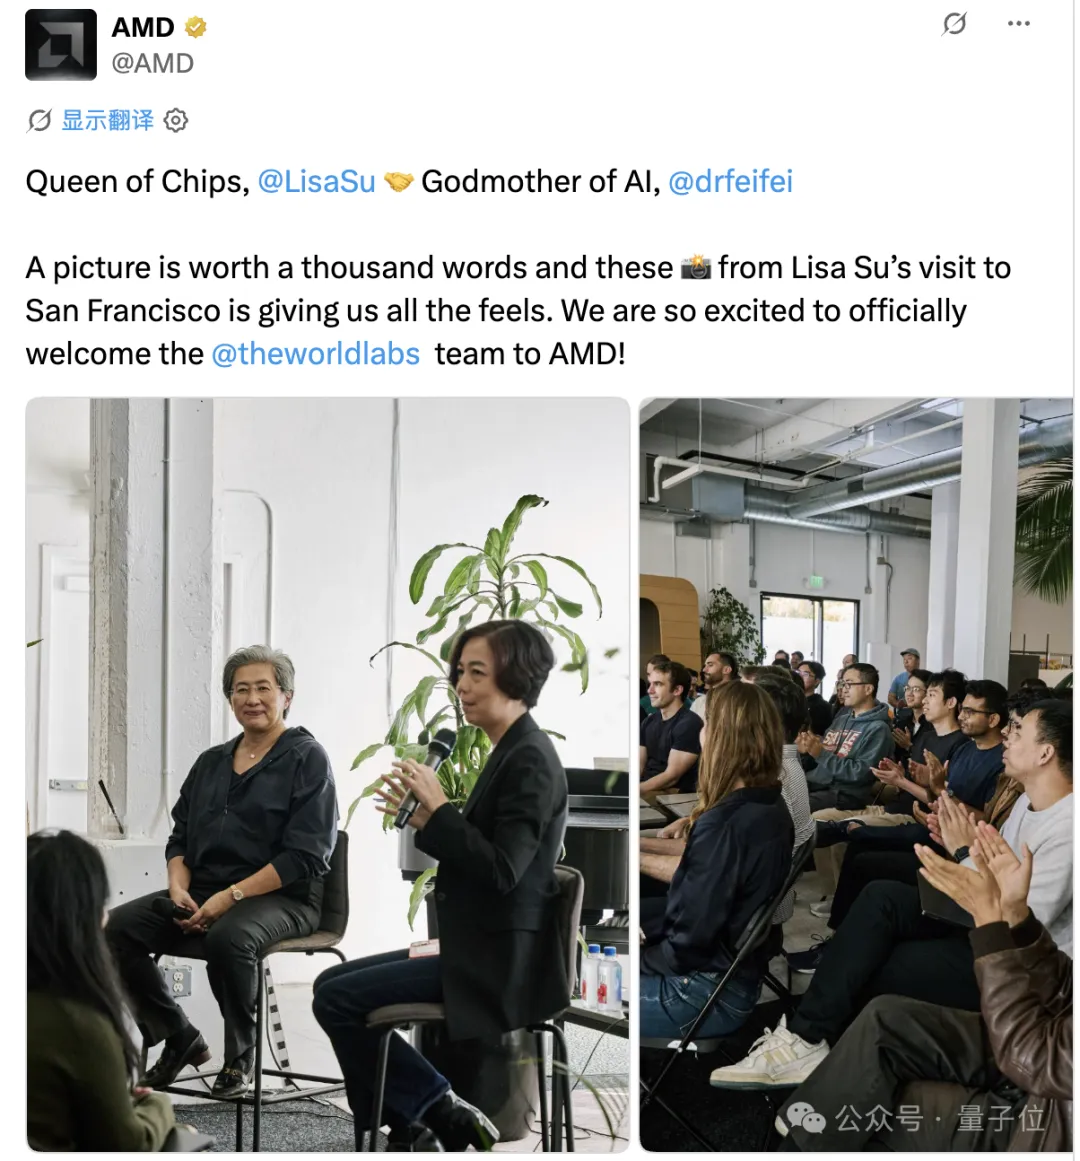 AMD
@AMD
显示翻译
Queen of Chips, @LisaSu 🤝 Godmother of AI, @drfeifei
A picture is worth a thousand words and these 📸 from Lisa Su’s visit to
San Francisco is giving us all the feels. We are so excited to officially
welcome the @theworldlabs team to AMD!
公众号 · 量子位